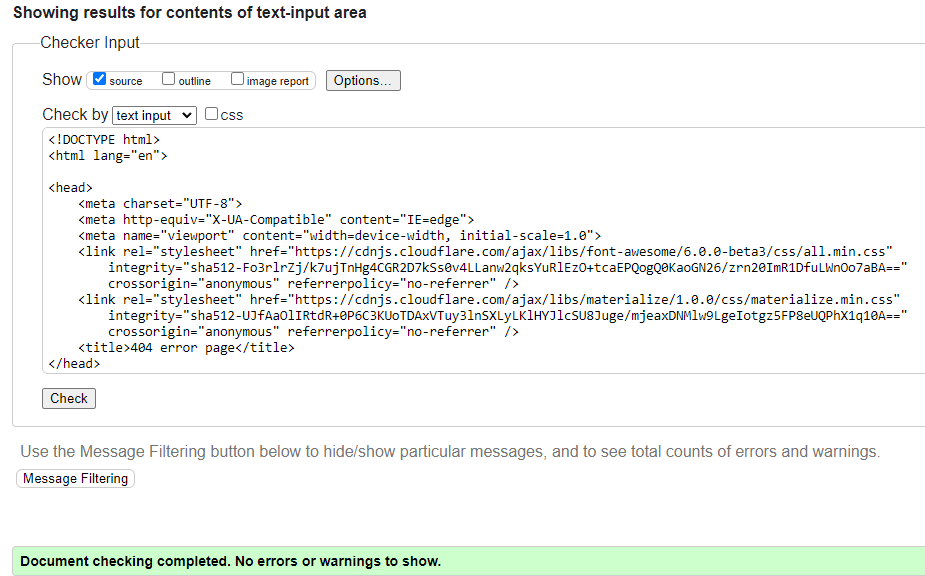 Showing results for contents of text-input area
Checker Input
Show source outline image report Options...
Check by text input css
<!DOCTYPE html>
<html lang="en">
<head>
<meta charset="UTF-8">
<meta http-equiv="X-UA-Compatible" content="IE=edge">
<meta name="viewport" content="width=device-width, initial-scale=1.0">
<link rel="stylesheet" href="https://cdnjs.cloudflare.com/ajax/libs/font-awesome/6.0.0-beta3/css/all.min.css"
integrity="sha512-Fo3rlrZj/k7ujTnHg4CGR2D7kSs0v4LLanw2qksYuRlEzO+tcaEPQogQ0KaoGN26/zrn20ImR1DfuLWnOo7aBA=="
crossorigin="anonymous" referrerpolicy="no-referrer" />
<link rel="stylesheet" href="https://cdnjs.cloudflare.com/ajax/libs/materialize/1.0.0/css/materialize.min.css"
integrity="sha512-UJfAaOlIRtdR+0P6C3KUoTDAxVTuy3lnSXLyLKlHYJlcSU8Juge/mjeaxDNMlw9LgeIotgz5FP8eUQPhX1q10A=="
crossorigin="anonymous" referrerpolicy="no-referrer" />
<title>404 error page</title>
</head>
Check
Use the Message Filtering button below to hide/show particular messages, and to see total counts of errors and warnings.
Message Filtering
Document checking completed. No errors or warnings to show.